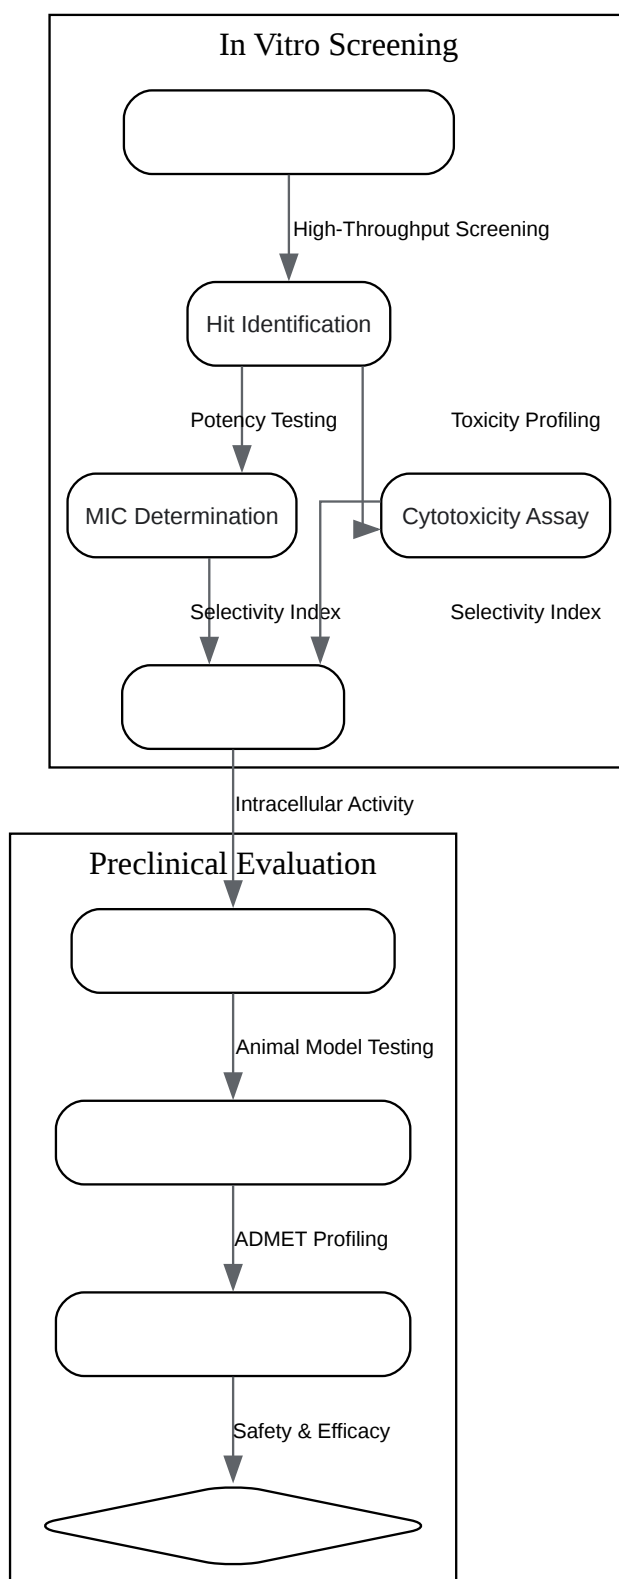 In Vitro Screening
High-Throughput Screening
Hit Identification
Potency Testing
Toxicity Profiling
MIC Determination
Cytotoxicity Assay
Selectivity Index
Selectivity Index
Intracellular Activity
Preclinical Evaluation
Animal Model Testing
ADMET Profiling
Safety & Efficacy